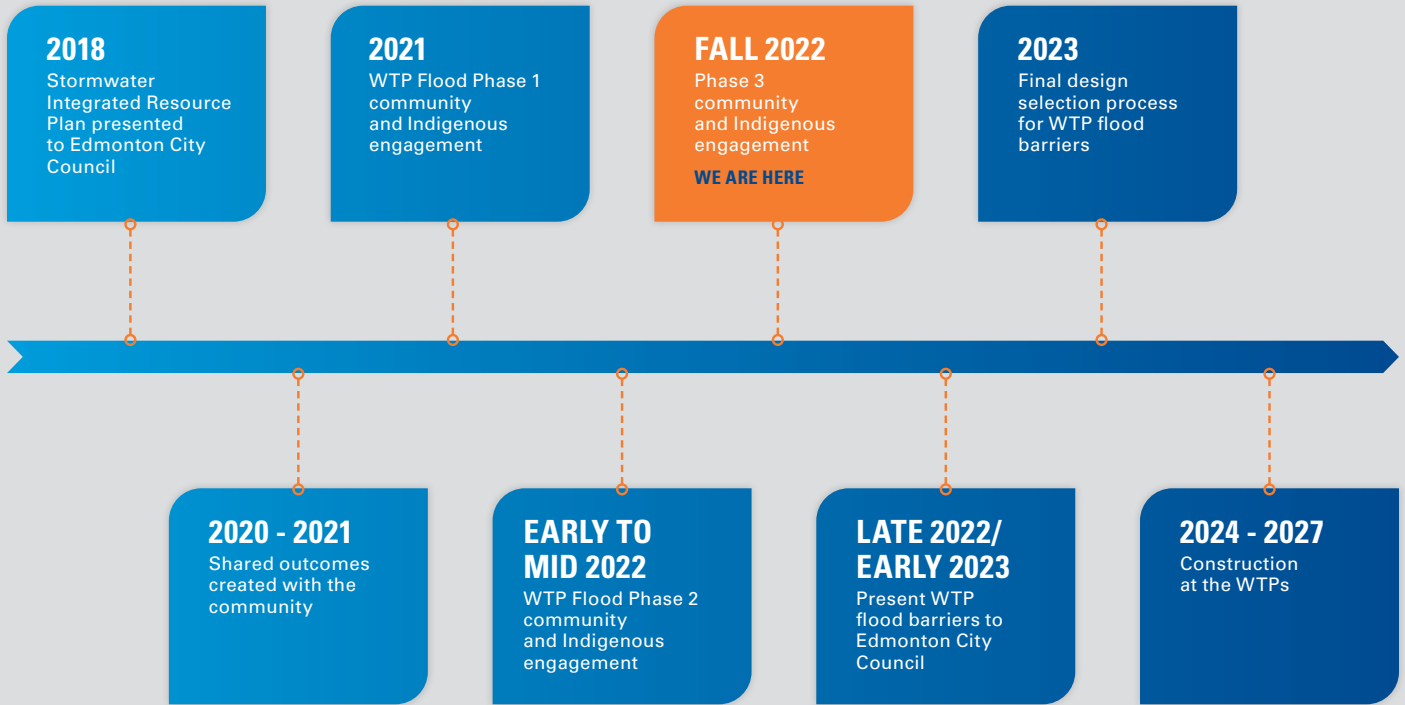 2018
Stormwater
Integrated Resource
Plan presented
to Edmonton City
Council
2021
WTP Flood Phase 1
community
and Indigenous
engagement
FALL 2022
Phase 3
community
and Indigenous
engagement
WE ARE HERE
2023
Final design
selection process
for WTP flood
barriers
2020 - 2021
Shared outcomes
created with the
community
EARLY TO
MID 2022
WTP Flood Phase 2
community
and Indigenous
engagement
LATE 2022/
EARLY 2023
Present WTP
flood barriers to
Edmonton City
Council
2024 - 2027
Construction
at the WTPs